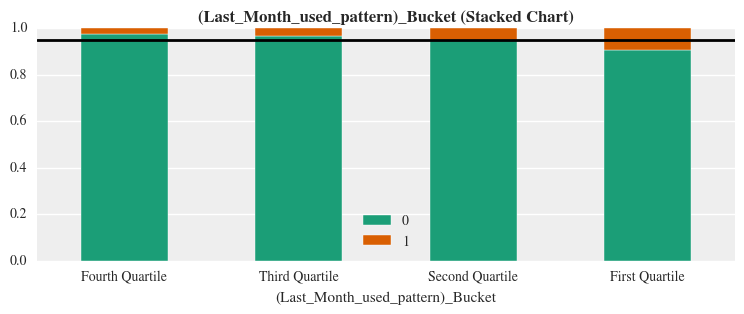 (Last_Month_used_pattern)_Bucket (Stacked Chart)
1.0
0.8
0.6
0.4
0.2
0.0
0
1
Fourth Quartile
Third Quartile
Second Quartile
First Quartile
(Last_Month_used_pattern)_Bucket